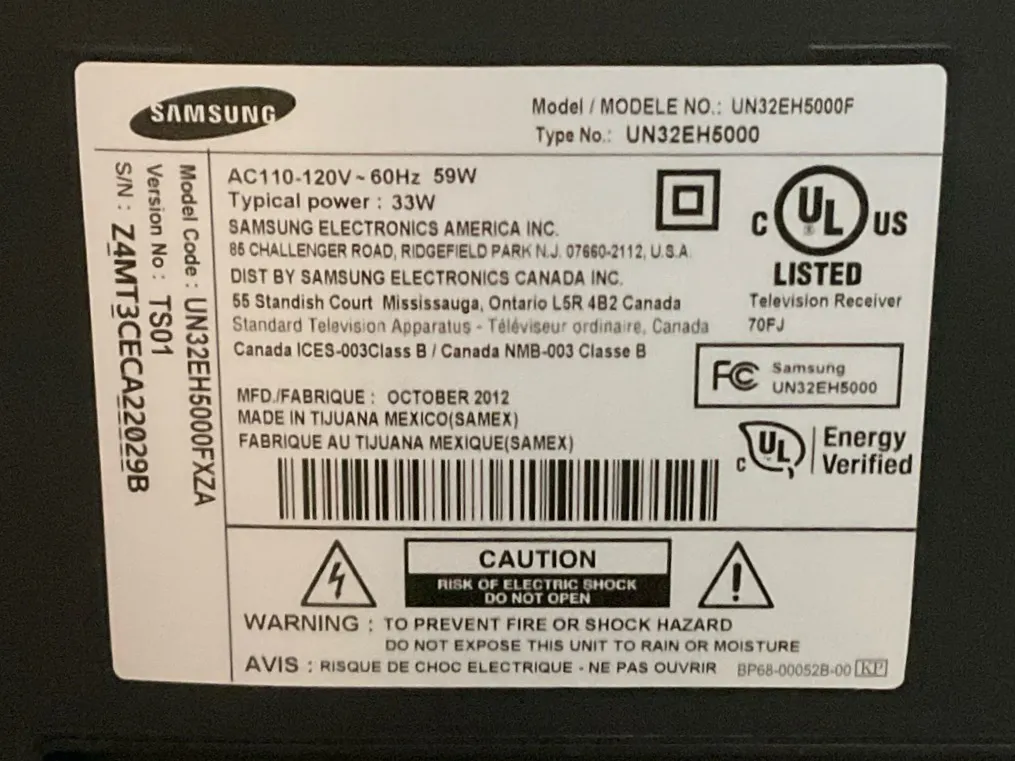 SAMSUNG
Model / MODELE NO.: UN32EH5000F
Type No.: UN32EH5000
Model Code : UN32EH5000FXZA
Version No : TS01
S/N : Z4MT3CECA22029B
AC110-120V ~ 60Hz 59W
Typical power : 33W
SAMSUNG ELECTRONICS AMERICA INC.
85 CHALLENGER ROAD, RIDGEFIELD PARK N.J. 07660-2112, U.S.A.
DIST BY SAMSUNG ELECTRONICS CANADA INC.
55 Standish Court Mississauga, Ontario L5R 4B2 Canada
Standard Television Apparatus - Téléviseur ordinaire, Canada
Canada ICES-003Class B / Canada NMB-003 Classe B
C UL US
LISTED
Television Receiver
70FJ
FC Samsung
UN32EH5000
MFD./FABRIQUE : OCTOBER 2012
MADE IN TIJUANA MEXICO(SAMEX)
FABRIQUE AU TIJUANA MEXIQUE(SAMEX)
C UL Energy
Verified
CAUTION
RISK OF ELECTRIC SHOCK
DO NOT OPEN
WARNING : TO PREVENT FIRE OR SHOCK HAZARD
DO NOT EXPOSE THIS UNIT TO RAIN OR MOISTURE
AVIS : RISQUE DE CHOC ELECTRIQUE - NE PAS OUVRIR
BP68-00052B-00 KP